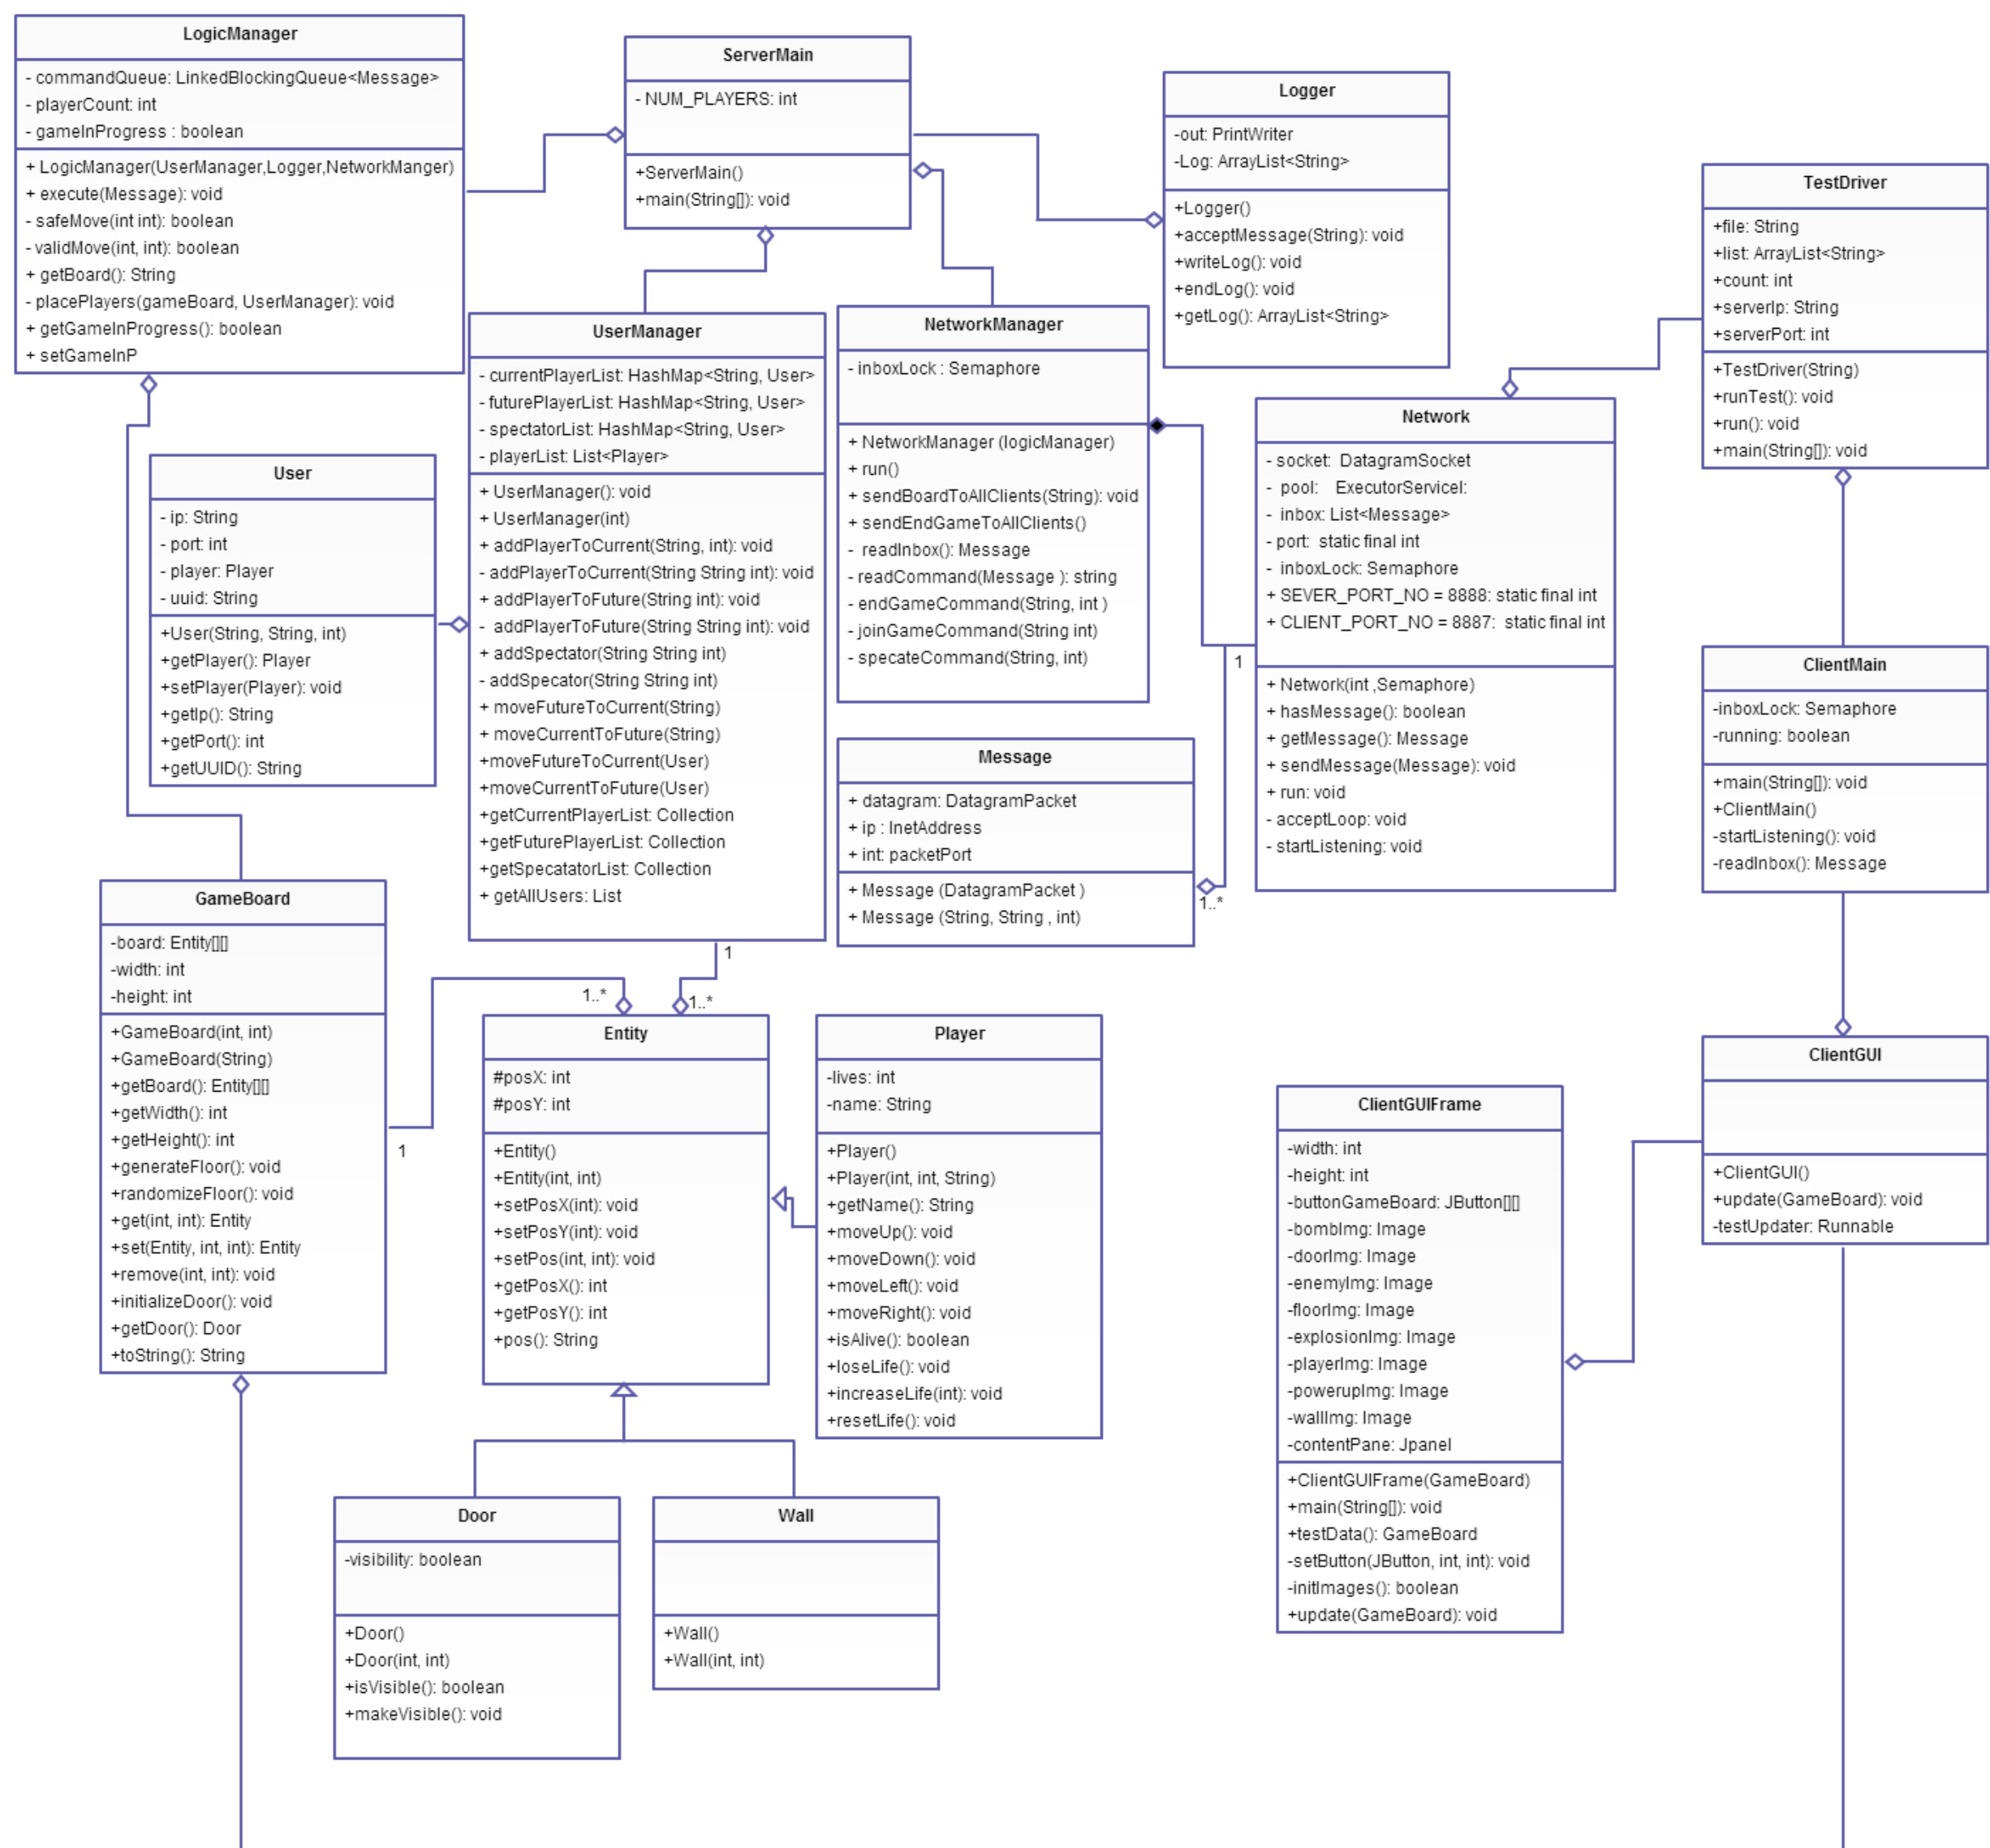 LogicManager
- commandQueue: LinkedBlockingQueue<Message>
- playerCount: int
- gameInProgress : boolean
+ LogicManager(UserManager,Logger,NetworkManger)
+ execute(Message): void
- safeMove(int int): boolean
- validMove(int, int): boolean
+ getBoard(): String
- placePlayers(gameBoard, UserManager): void
+ getGameInProgress(): boolean
+ setGameInP
ServerMain
- NUM_PLAYERS: int
+ServerMain()
+main(String[]): void
Logger
-out: PrintWriter
-Log: ArrayList<String>
+Logger()
+acceptMessage(String): void
+writeLog(): void
+endLog(): void
+getLog(): ArrayList<String>
TestDriver
+file: String
+list: ArrayList<String>
+count: int
+serverIp: String
+serverPort: int
+TestDriver(String)
+runTest(): void
+run(): void
+main(String[]): void
User
- ip: String
- port: int
- player: Player
- uuid: String
+User(String, String, int)
+getPlayer(): Player
+setPlayer(Player): void
+getIp(): String
+getPort(): int
+getUUID(): String
UserManager
- currentPlayerList: HashMap<String, User>
- futurePlayerList: HashMap<String, User>
- spectatorList: HashMap<String, User>
- playerList: List<Player>
+ UserManager(): void
+ UserManager(int)
+ addPlayerToCurrent(String, int): void
- addPlayerToCurrent(String String int): void
+ addPlayerToFuture(String int): void
- addPlayerToFuture(String String int): void
+ addSpectator(String String int)
- addSpecator(String String int)
+ moveFutureToCurrent(String)
+ moveCurrentToFuture(String)
+moveFutureToCurrent(User)
+moveCurrentToFuture(User)
+getCurrentPlayerList: Collection
+getFuturePlayerList: Collection
+getSpecatatorList: Collection
+ getAllUsers: List
1
1..*
NetworkManager
- inboxLock : Semaphore
+ NetworkManager (logicManager)
+ run()
+ sendBoardToAllClients(String): void
+ sendEndGameToAllClients()
- readInbox(): Message
- readCommand(Message ): string
- endGameCommand(String, int )
- joinGameCommand(String int)
- specateCommand(String, int)
Network
- socket: DatagramSocket
- pool: ExecutorServicel:
- inbox: List<Message>
- port: static final int
- inboxLock: Semaphore
+ SEVER_PORT_NO = 8888: static final int
+ CLIENT_PORT_NO = 8887: static final int
+ Network(int ,Semaphore)
+ hasMessage(): boolean
+ getMessage(): Message
+ sendMessage(Message): void
+ run: void
- acceptLoop: void
- startListening: void
1
Message
+ datagram: DatagramPacket
+ ip : InetAddress
+ int: packetPort
+ Message (DatagramPacket )
+ Message (String, String , int)
1..*
ClientMain
-inboxLock: Semaphore
-running: boolean
+main(String[]): void
+ClientMain()
-startListening(): void
-readInbox(): Message
GameBoard
-board: Entity[][]
-width: int
-height: int
+GameBoard(int, int)
+GameBoard(String)
+getBoard(): Entity[][]
+getWidth(): int
+getHeight(): int
+generateFloor(): void
+randomizeFloor(): void
+get(int, int): Entity
+set(Entity, int, int): Entity
+remove(int, int): void
+initializeDoor(): void
+getDoor(): Door
+toString(): String
1
1..*
Entity
#posX: int
#posY: int
+Entity()
+Entity(int, int)
+setPosX(int): void
+setPosY(int): void
+setPos(int, int): void
+getPosX(): int
+getPosY(): int
+pos(): String
Player
-lives: int
-name: String
+Player()
+Player(int, int, String)
+getName(): String
+moveUp(): void
+moveDown(): void
+moveLeft(): void
+moveRight(): void
+isAlive(): boolean
+loseLife(): void
+increaseLife(int): void
+resetLife(): void
ClientGUIFrame
-width: int
-height: int
-buttonGameBoard: JButton[][]
-bombImg: Image
-doorImg: Image
-enemyImg: Image
-floorImg: Image
-explosionImg: Image
-playerImg: Image
-powerupImg: Image
-wallImg: Image
-contentPane: Jpanel
+ClientGUIFrame(GameBoard)
+main(String[]): void
+testData(): GameBoard
-setButton(JButton, int, int): void
-initImages(): boolean
+update(GameBoard): void
ClientGUI
+ClientGUI()
+update(GameBoard): void
-testUpdater: Runnable
Door
-visibility: boolean
+Door()
+Door(int, int)
+isVisible(): boolean
+makeVisible(): void
Wall
+Wall()
+Wall(int, int)